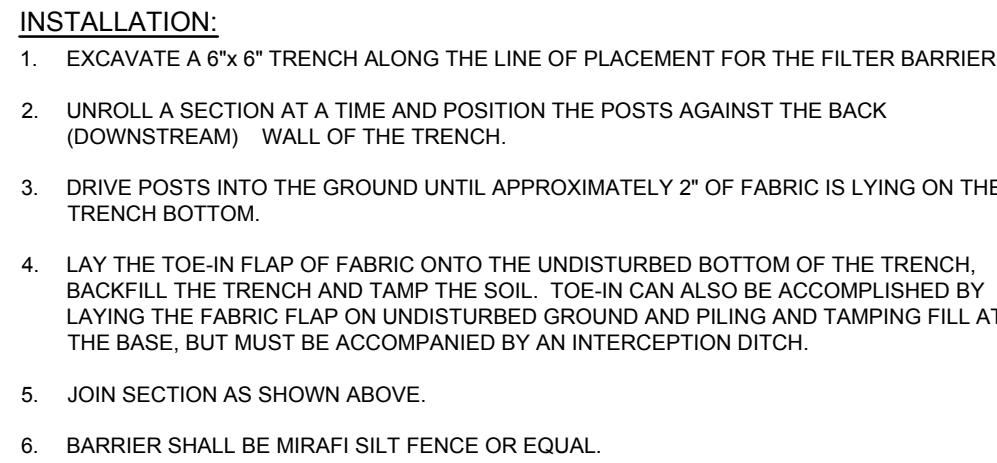 INSTALLATION:
1. EXCAVATE A 6"x 6" TRENCH ALONG THE LINE OF PLACEMENT FOR THE FILTER BARRIER
2. UNROLL A SECTION AT A TIME AND POSITION THE POSTS AGAINST THE BACK
(DOWNSTREAM) WALL OF THE TRENCH.
3. DRIVE POSTS INTO THE GROUND UNTIL APPROXIMATELY 2" OF FABRIC IS LYING ON THE
TRENCH BOTTOM.
4. LAY THE TOE-IN FLAP OF FABRIC ONTO THE UNDISTURBED BOTTOM OF THE TRENCH,
BACKFILL THE TRENCH AND TAMP THE SOIL. TOE-IN CAN ALSO BE ACCOMPLISHED BY
LAYING THE FABRIC FLAP ON UNDISTURBED GROUND AND PILING AND TAMPING FILL AT
THE BASE, BUT MUST BE ACCOMPANIED BY AN INTERCEPTION DITCH.
5. JOIN SECTION AS SHOWN ABOVE.
6. BARRIER SHALL BE MIRAFI SILT FENCE OR EQUAL.